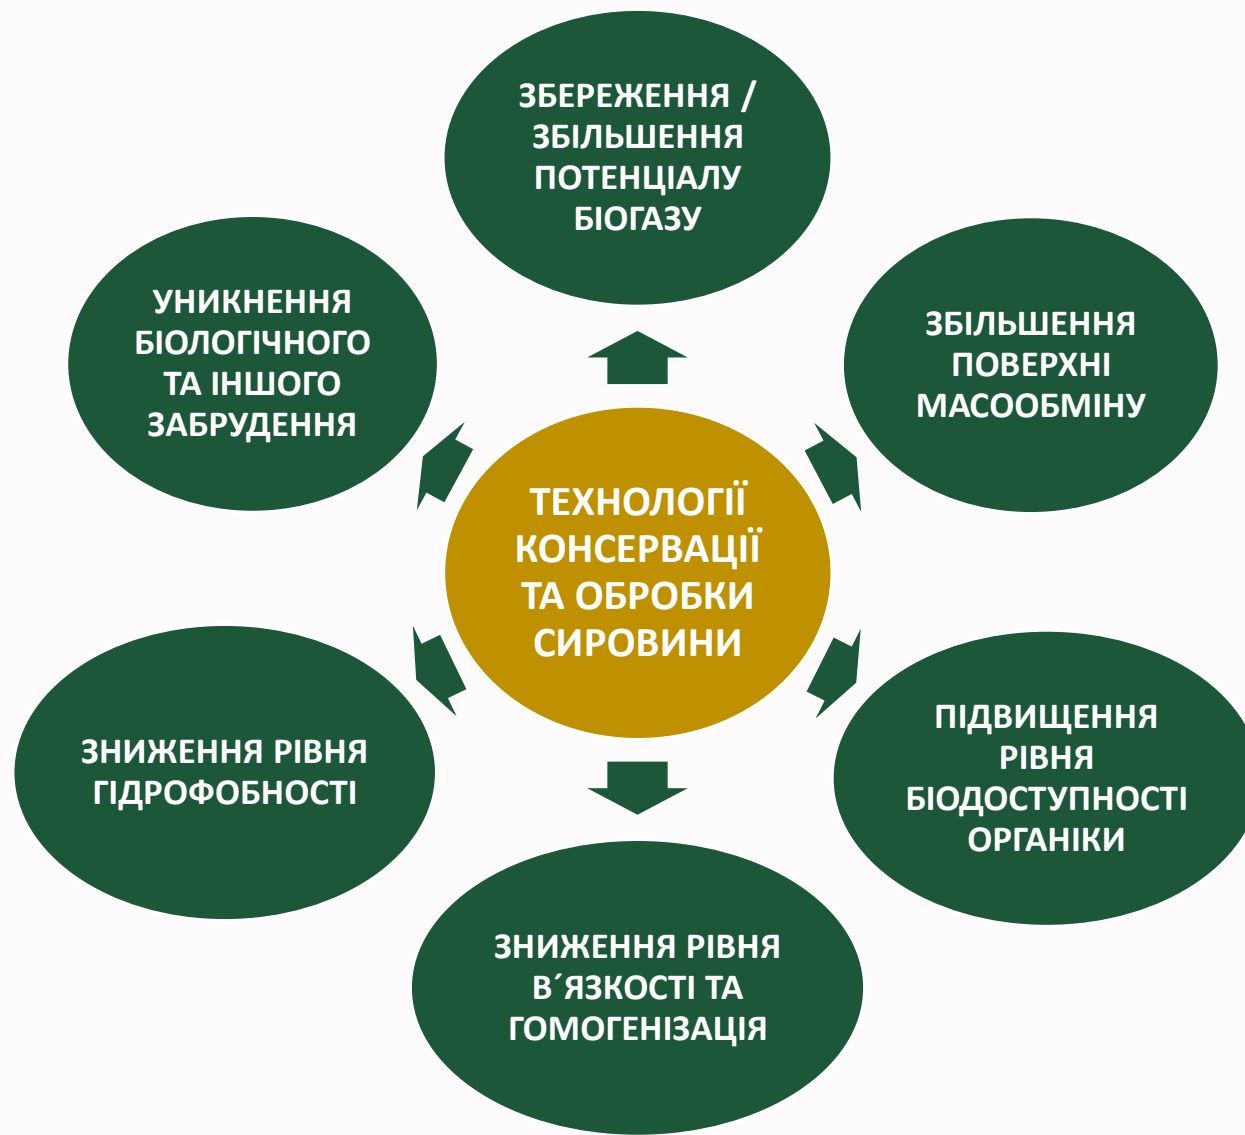 ЗБЕРЕЖЕННЯ /
ЗБІЛЬШЕННЯ
ПОТЕНЦІАЛУ
БІОГАЗУ
УНИКНЕННЯ
БІОЛОГІЧНОГО
ТА ІНШОГО
ЗАБРУДЕННЯ
ЗБІЛЬШЕННЯ
ПОВЕРХНІ
МАСООБМІНУ
ТЕХНОЛОГІЇ
КОНСЕРВАЦІЇ
ТА ОБРОБКИ
СИРОВИНИ
ЗНИЖЕННЯ РІВНЯ
ГІДРОФОБНОСТІ
ПІДВИЩЕННЯ
РІВНЯ
БІОДОСТУПНОСТІ
ОРГАНІКИ
ЗНИЖЕННЯ РІВНЯ
В´ЯЗКОСТІ ТА
ГОМОГЕНІЗАЦІЯ